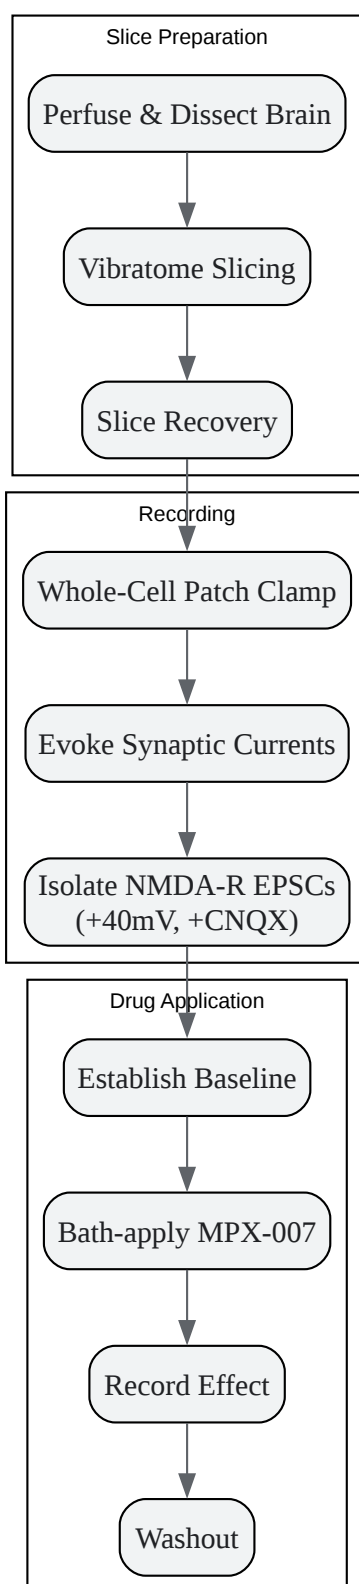 Slice Preparation
Perfuse & Dissect Brain
Vibratome Slicing
Slice Recovery
Recording
Whole-Cell Patch Clamp
Evoke Synaptic Currents
Isolate NMDA-R EPSCs
(+40mV, +CNQX)
Drug Application
Establish Baseline
Bath-apply MPX-007
Record Effect
Washout